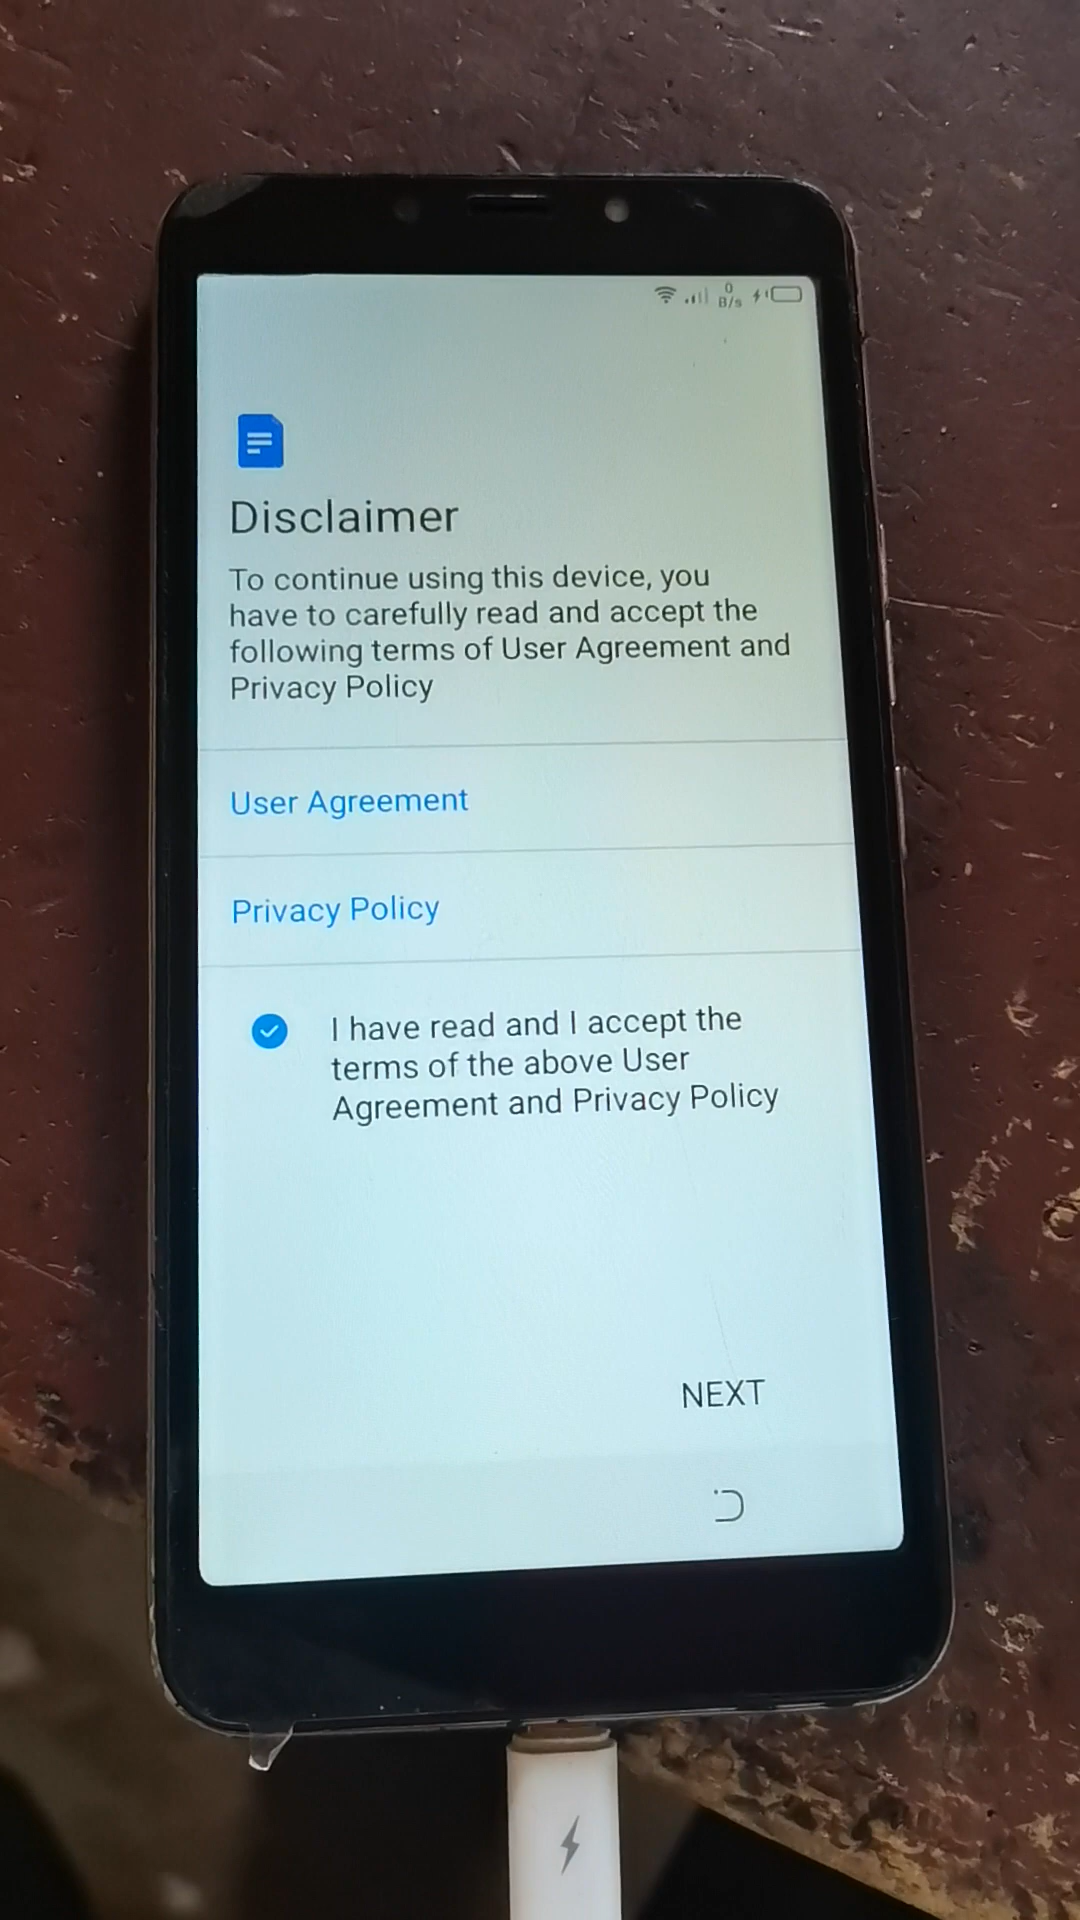 0
B/s
Disclaimer
To continue using this device, you
have to carefully read and accept the
following terms of User Agreement and
Privacy Policy
User Agreement
Privacy Policy
I have read and I accept the
terms of the above User
Agreement and Privacy Policy
NEXT